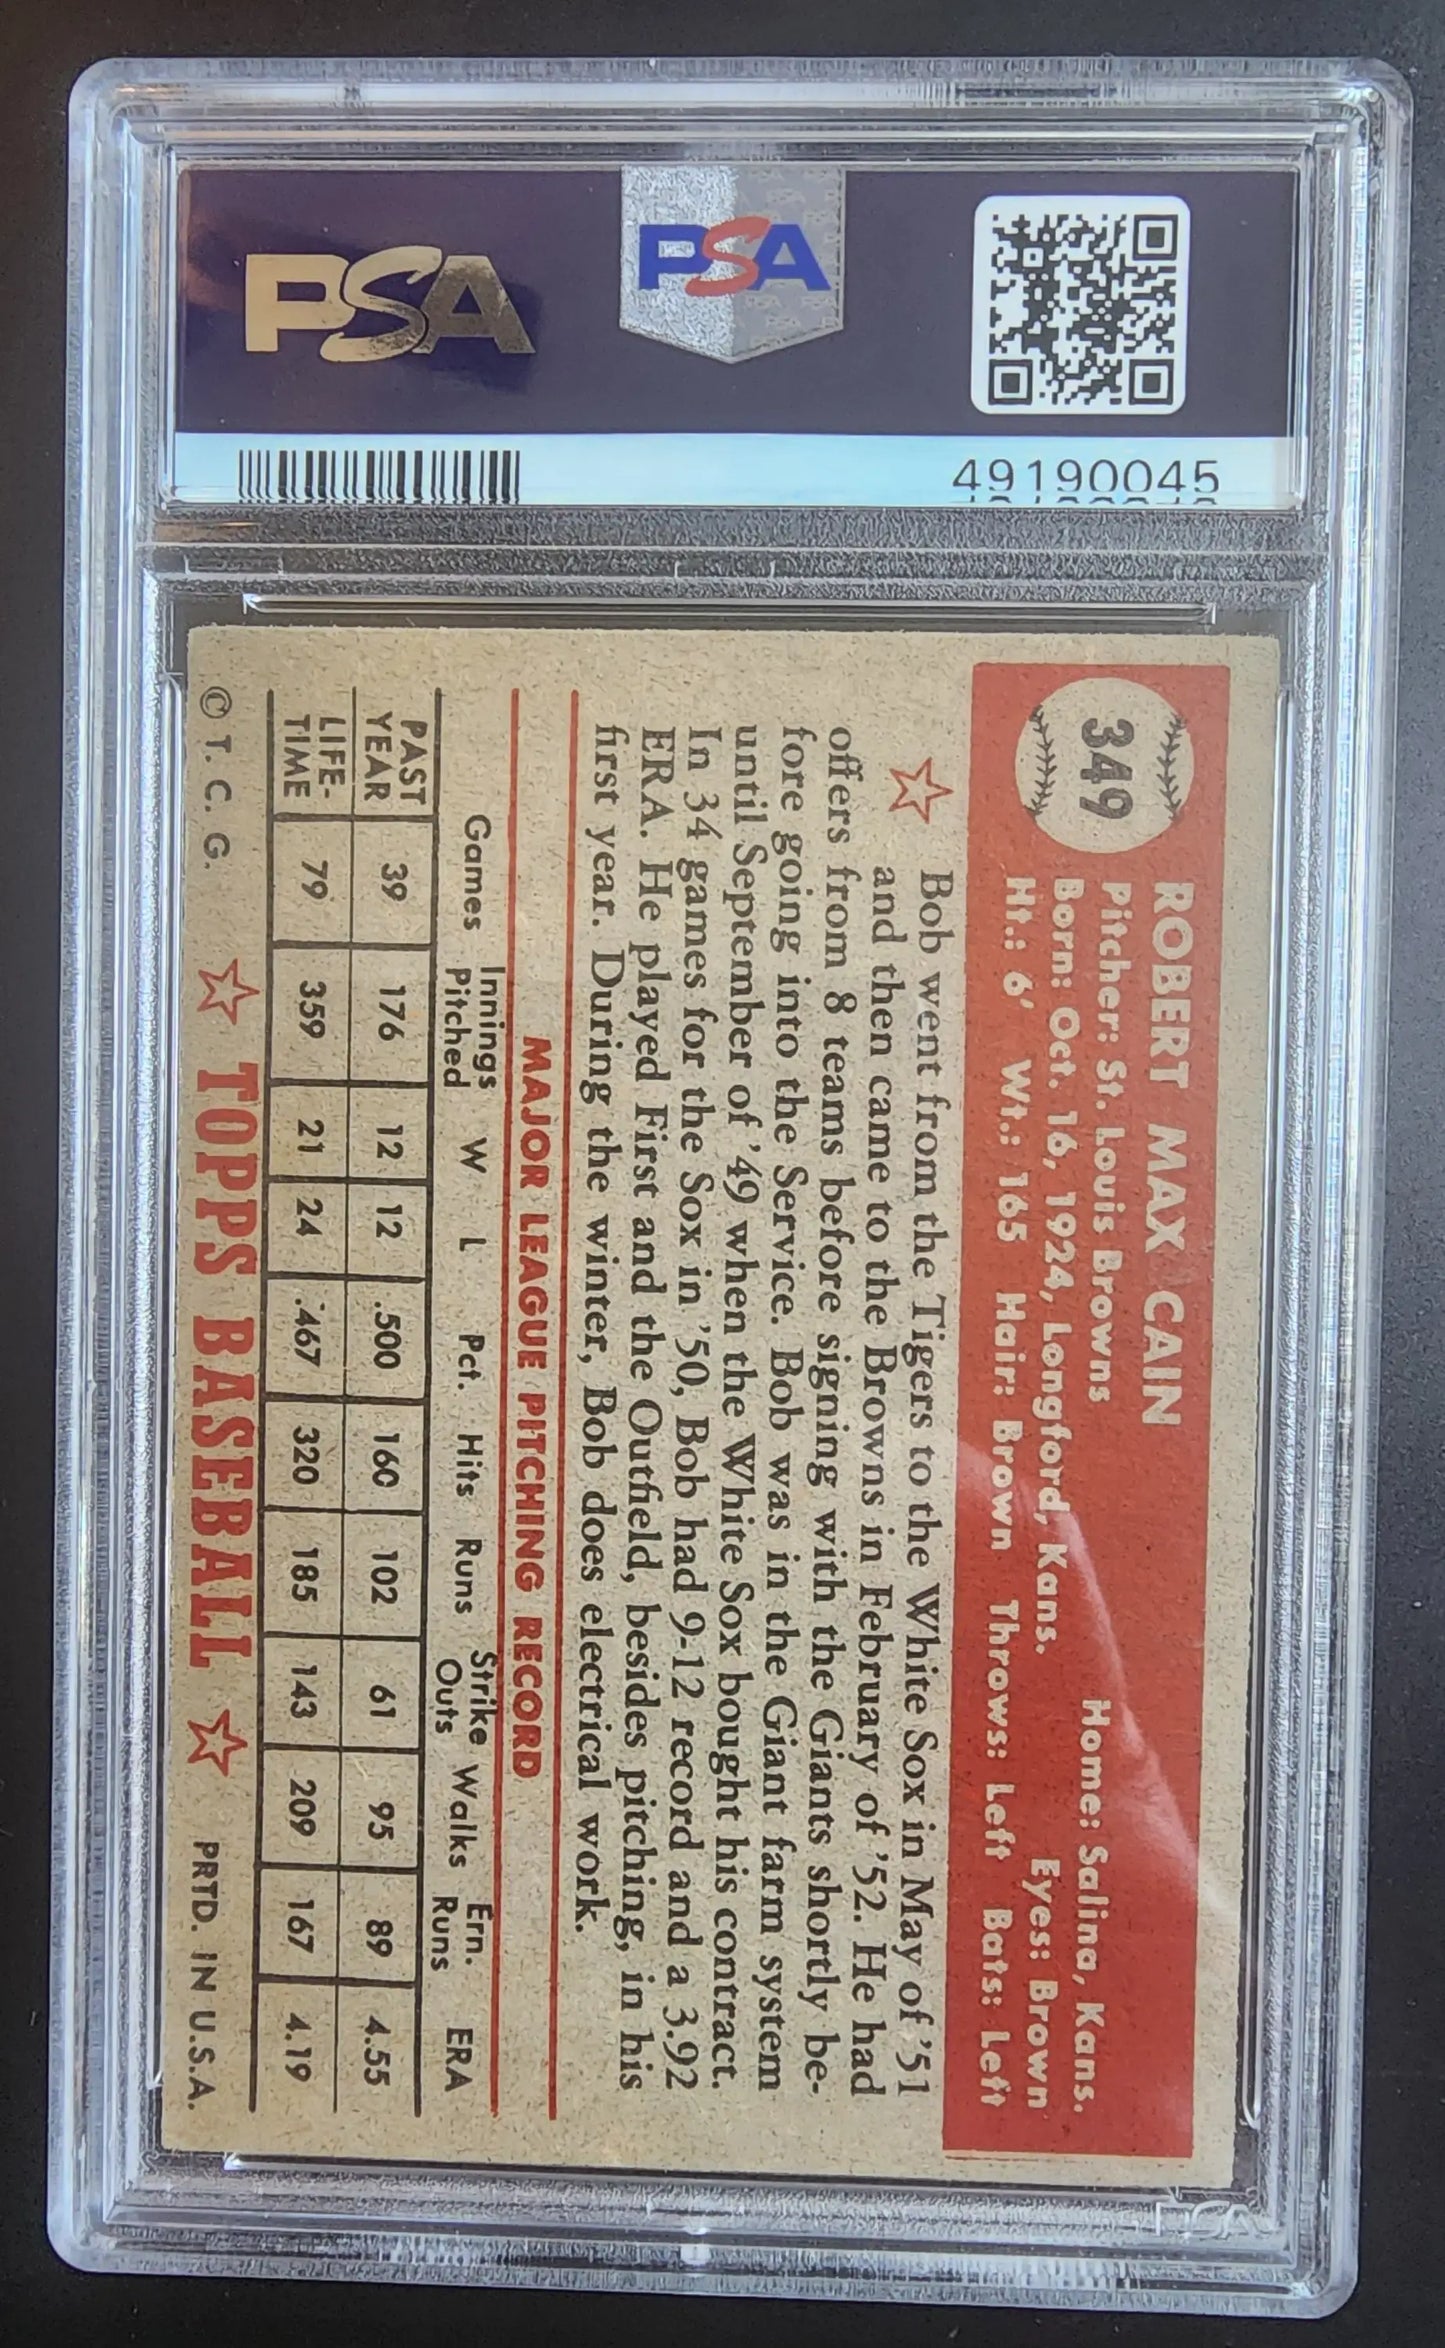 PSA
PSA
49190045
349
ROBERT MAX CAIN
Pitcher: St. Louis Browns Home: Salina, Kans.
Born: Oct. 16, 1924, Longford, Kans. Eyes: Brown
Ht.: 6' Wt.: 165 Hair: Brown Throws: Left Bats: Left
Bob went from the Tigers to the White Sox in May of '51
and then came to the Browns in February of '52. He had
offers from 8 teams before signing with the Giants shortly be-
fore going into the Service. Bob was in the Giant farm system
until September of '49 when the White Sox bought his contract.
In 34 games for the Sox in '50, Bob had 9-12 record and a 3.92
ERA. He played First and the Outfield, besides pitching, in his
first year. During the winter, Bob does electrical work.
MAJOR LEAGUE PITCHING RECORD
Games Innings Pitched W L Pct. Hits Runs Strike Outs Walks Ern. Runs ERA
PAST YEAR 39 176 12 12 .500 160 102 61 95 89 4.55
LIFE-TIME 79 359 21 24 .467 320 185 143 209 167 4.19
© T. C. G. ☆ TOPPS BASEBALL ☆ PRTD. IN U.S.A.
PSA